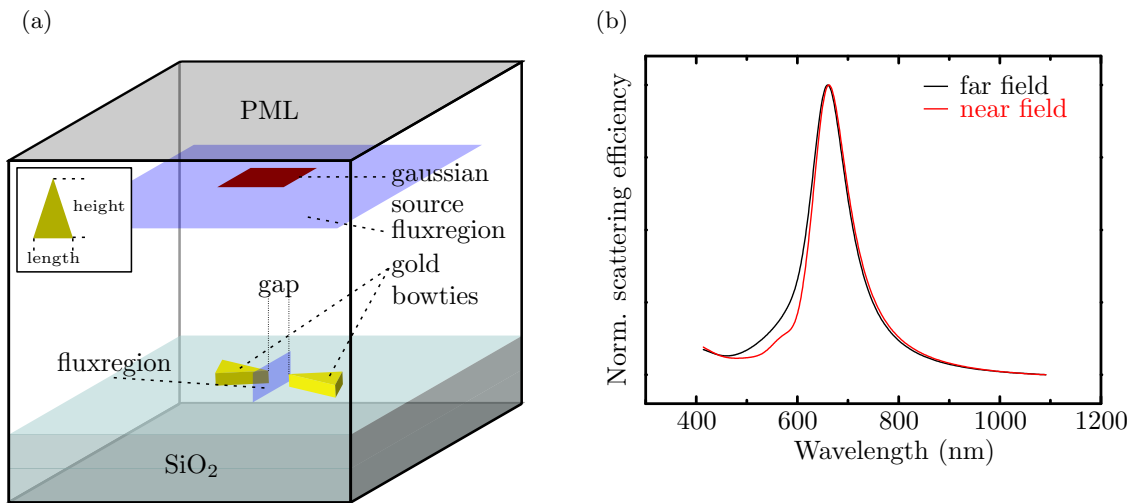 (a)
PML
height
length
gaussian
source
fluxregion
gold
bowties
gap
fluxregion
SiO₂
(b)
Norm. scattering efficiency
far field
near field
400 600 800 1000 1200
Wavelength (nm)